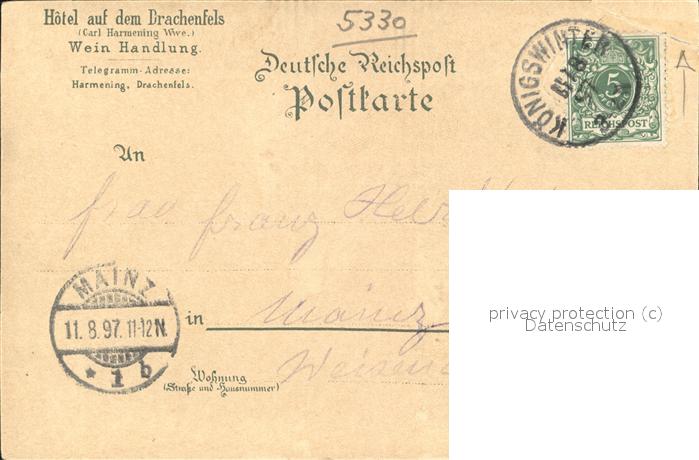 Hôtel auf dem Drachenfels
(Carl Harmening Wwe.)
Wein Handlung.
Telegramm-Adresse:
Harmening, Drachenfels.
5330
Deutsche Reichspost
Postkarte
KÖNIGSWINTER
5
REICHSPOST
An
Frau Franz
MAINZ
11.8.97.11-12N.
* 1 b
in Mainz
Wohnung
(Straße und Hausnummer)
privacy protection (c)
Datenschutz